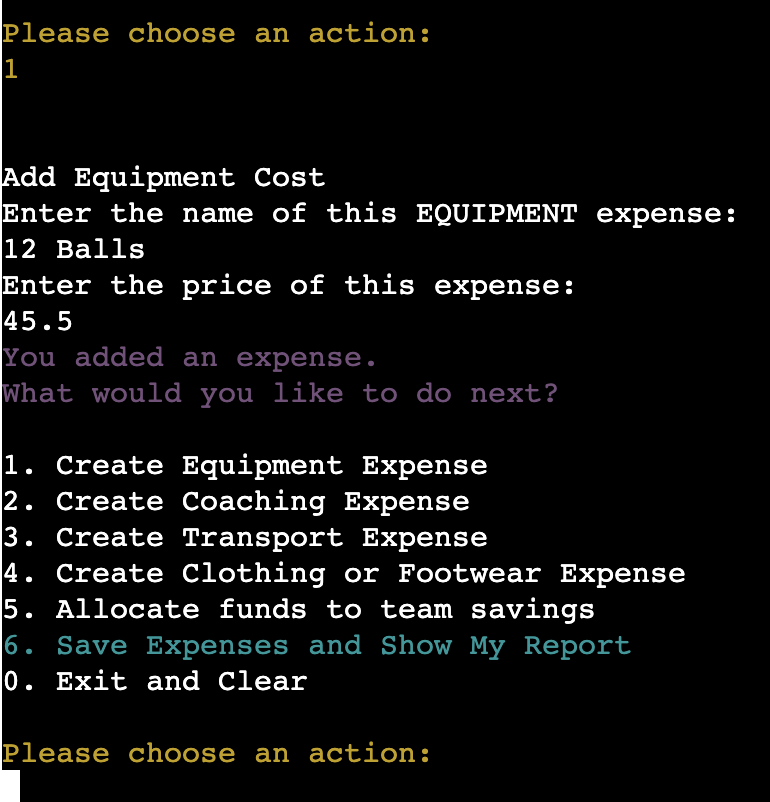 Please choose an action:
1
Add Equipment Cost
Enter the name of this EQUIPMENT expense:
12 Balls
Enter the price of this expense:
45.5
You added an expense.
What would you like to do next?
1. Create Equipment Expense
2. Create Coaching Expense
3. Create Transport Expense
4. Create Clothing or Footwear Expense
5. Allocate funds to team savings
6. Save Expenses and Show My Report
0. Exit and Clear
Please choose an action: